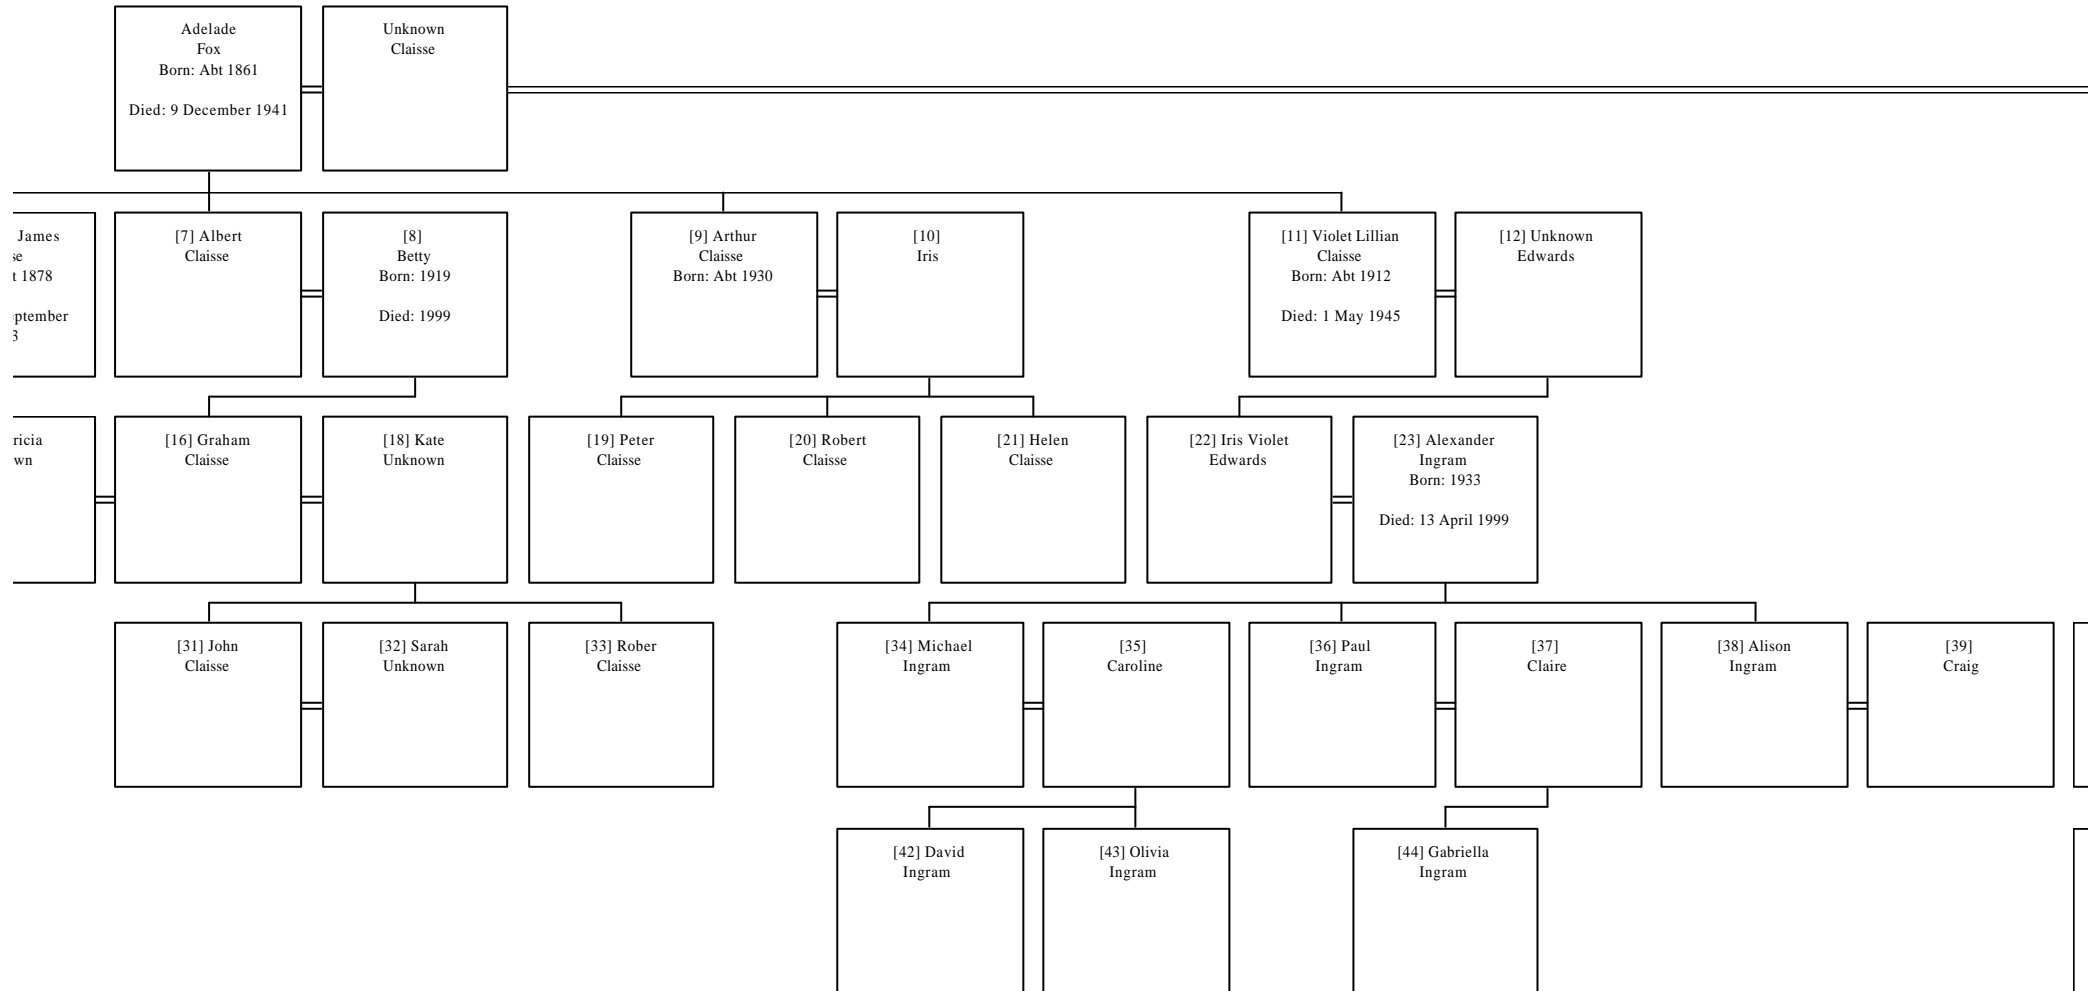 Adelade
Fox
Born: Abt 1861
Died: 9 December 1941
Unknown
Claisse
James
t 1878
3
[7] Albert
Claisse
[8]
Betty
Born: 1919
Died: 1999
[9] Arthur
Claisse
Born: Abt 1930
[10]
Iris
[11] Violet Lillian
Claisse
Born: Abt 1912
Died: 1 May 1945
[12] Unknown
Edwards
[16] Graham
Claisse
[18] Kate
Unknown
[19] Peter
Claisse
[20] Robert
Claisse
[21] Helen
Claisse
[22] Iris Violet
Edwards
[23] Alexander
Ingram
Born: 1933
Died: 13 April 1999
[31] John
Claisse
[32] Sarah
Unknown
[33] Rober
Claisse
[34] Michael
Ingram
[35]
Caroline
[36] Paul
Ingram
[37]
Claire
[38] Alison
Ingram
[39]
Craig
[42] David
Ingram
[43] Olivia
Ingram
[44] Gabriella
Ingram